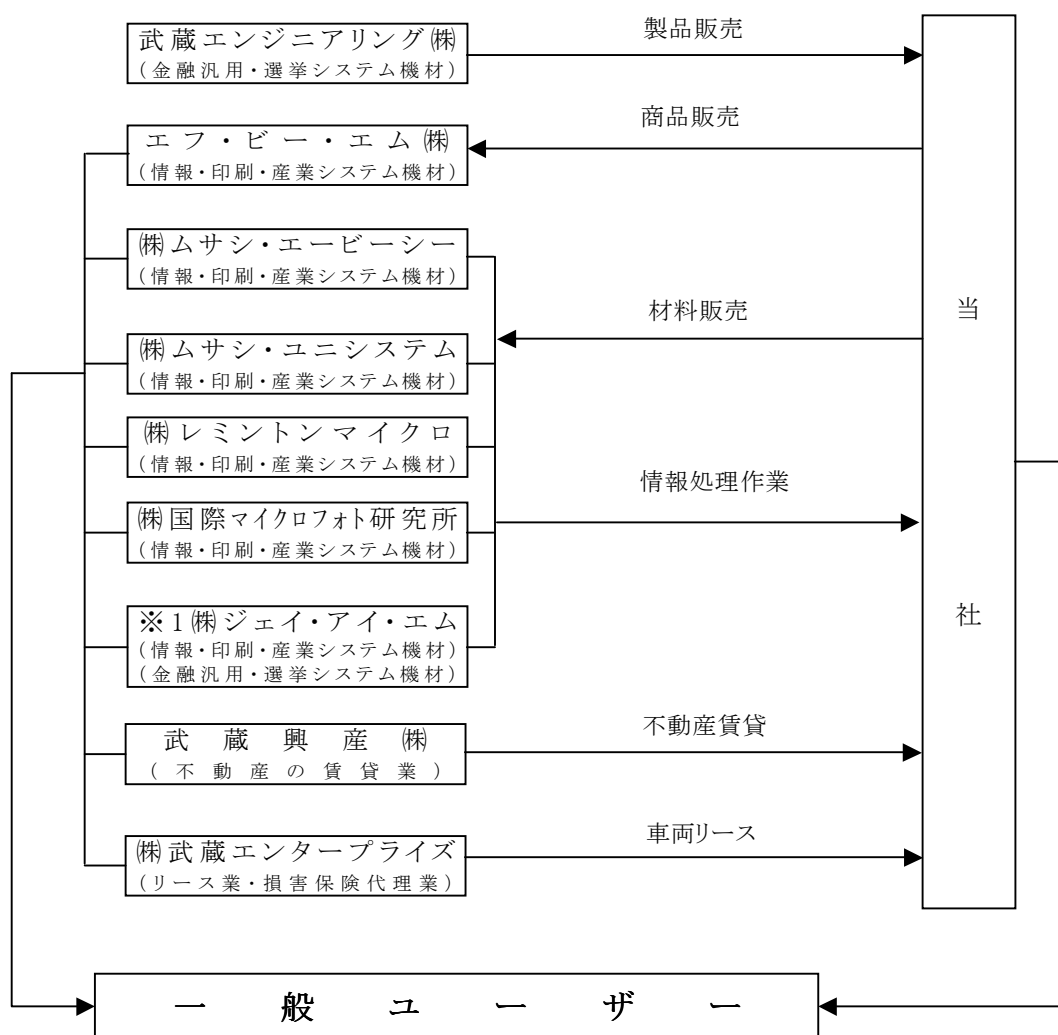 武蔵エンジニアリング㈱
(金融汎用・選挙システム機材)
製品販売
エフ・ビー・エム㈱
(情報・印刷・産業システム機材)
商品販売
㈱ムサシ・エービーシー
(情報・印刷・産業システム機材)
材料販売
㈱ムサシ・ユニシステム
(情報・印刷・産業システム機材)
㈱レミントンマイクロ
(情報・印刷・産業システム機材)
情報処理作業
㈱国際マイクロフォト研究所
(情報・印刷・産業システム機材)
※1㈱ジェイ・アイ・エム
(情報・印刷・産業システム機材)
(金融汎用・選挙システム機材)
武蔵興産㈱
(不動産の賃貸業)
不動産賃貸
㈱武蔵エンタープライズ
(リース業・損害保険代理業)
車両リース
当社
一般ユーザー